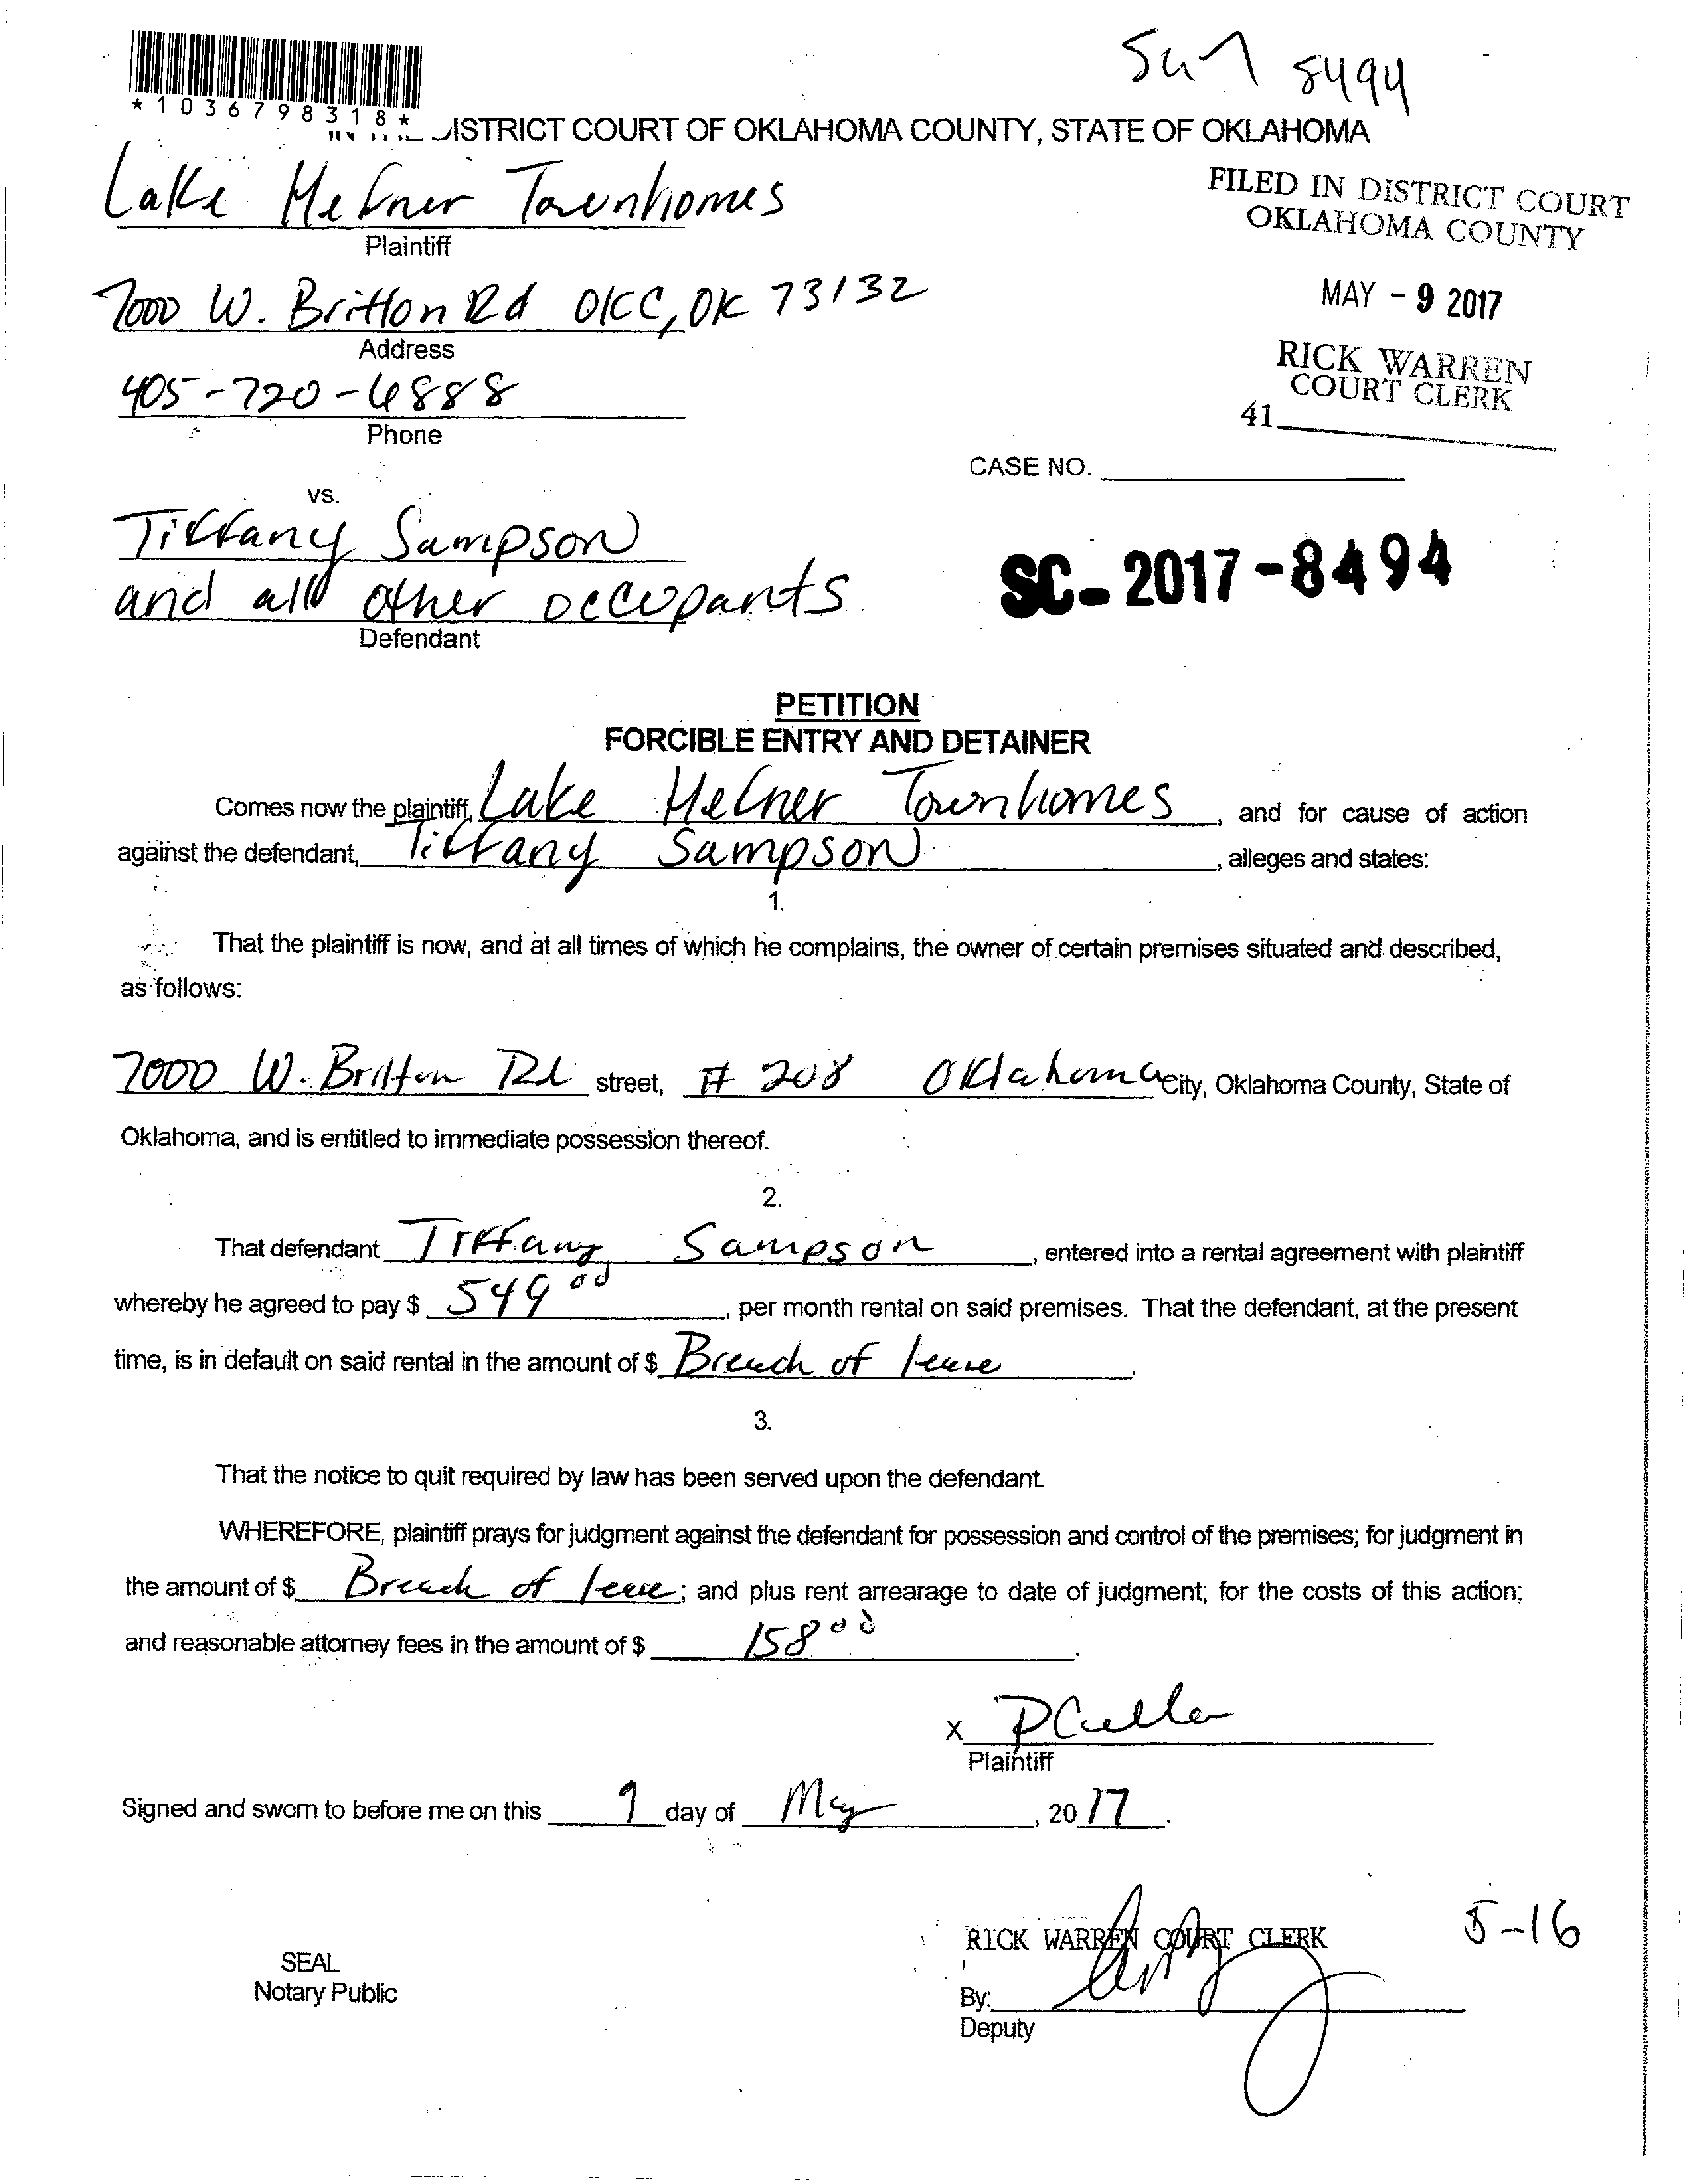 8494
*1036798318*
DISTRICT COURT OF OKLAHOMA COUNTY, STATE OF OKLAHOMA
Lake Hefner Townhomes
Plaintiff
FILED IN DISTRICT COURT
OKLAHOMA COUNTY
7000 W. Britton Rd OKC, OK 73132
Address
MAY - 9 2017
405-720-6888
Phone
RICK WARREN
COURT CLERK
41
CASE NO.
vs.
Tiffany Sampson
and all other occupants
Defendant
SC-2017-8494
PETITION
FORCIBLE ENTRY AND DETAINER
Comes now the plaintiff, Lake Hefner Townhomes, and for cause of action
against the defendant, Tiffany Sampson, alleges and states:
1.
That the plaintiff is now, and at all times of which he complains, the owner of certain premises situated and described,
as follows:
7000 W. Britton Rd street, # 208 Oklahoma City, Oklahoma County, State of
Oklahoma, and is entitled to immediate possession thereof.
2.
That defendant Tiffany Sampson, entered into a rental agreement with plaintiff
whereby he agreed to pay $ 549 00, per month rental on said premises. That the defendant, at the present
time, is in default on said rental in the amount of $ Breach of lease.
3.
That the notice to quit required by law has been served upon the defendant.
WHEREFORE, plaintiff prays for judgment against the defendant for possession and control of the premises; for judgment in
the amount of $ Breach of lease; and plus rent arrearage to date of judgment; for the costs of this action;
and reasonable attorney fees in the amount of $ 158 00.
X
Plaintiff
Signed and sworn to before me on this 9 day of May, 20 17.
RICK WARREN COURT CLERK
5-16
SEAL
Notary Public
By:
Deputy